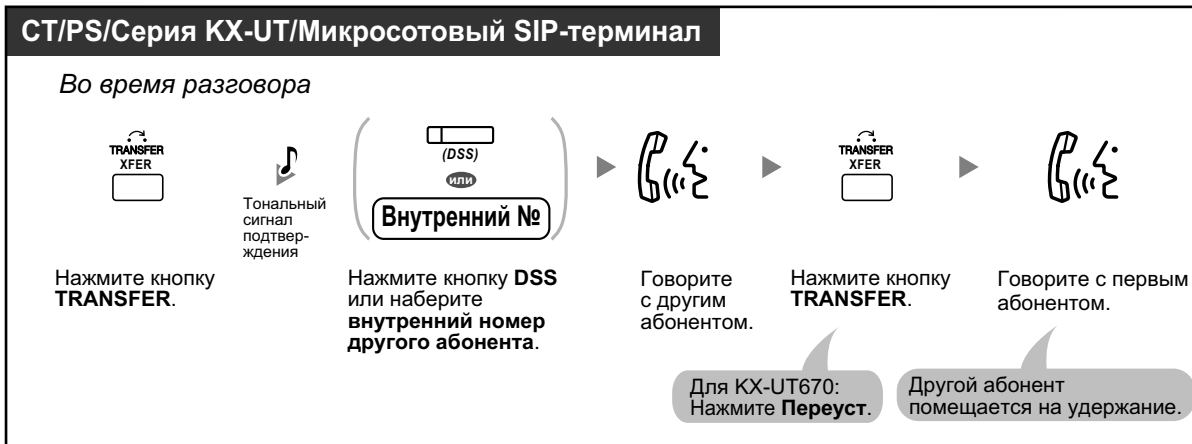 СТ/PS/Серия KX-UT/Микросотовый SIP-терминал
Во время разговора
TRANSFER
XFER
Тональный
сигнал
подтвер-
ждения
(DSS)
или
Внутренний №
TRANSFER
XFER
Нажмите кнопку
TRANSFER.
Нажмите кнопку DSS
или наберите
внутренний номер
другого абонента.
Говорите
с другим
абонентом.
Нажмите кнопку
TRANSFER.
Говорите с первым
абонентом.
Для KX-UT670:
Нажмите Переуст.
Другой абонент
помещается на удержание.